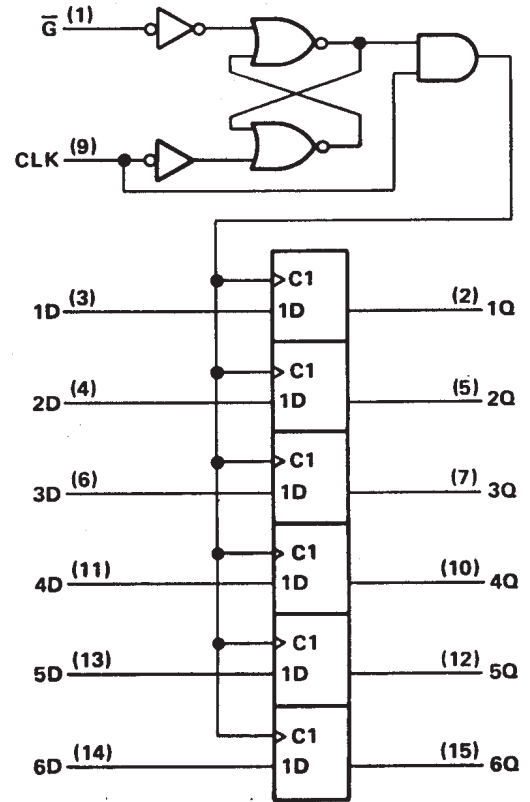 G̅ (1)
CLK (9)
C1
1D (3) 1D (2) 1Q
C1
2D (4) 1D (5) 2Q
C1
3D (6) 1D (7) 3Q
C1
4D (11) 1D (10) 4Q
C1
5D (13) 1D (12) 5Q
C1
6D (14) 1D (15) 6Q